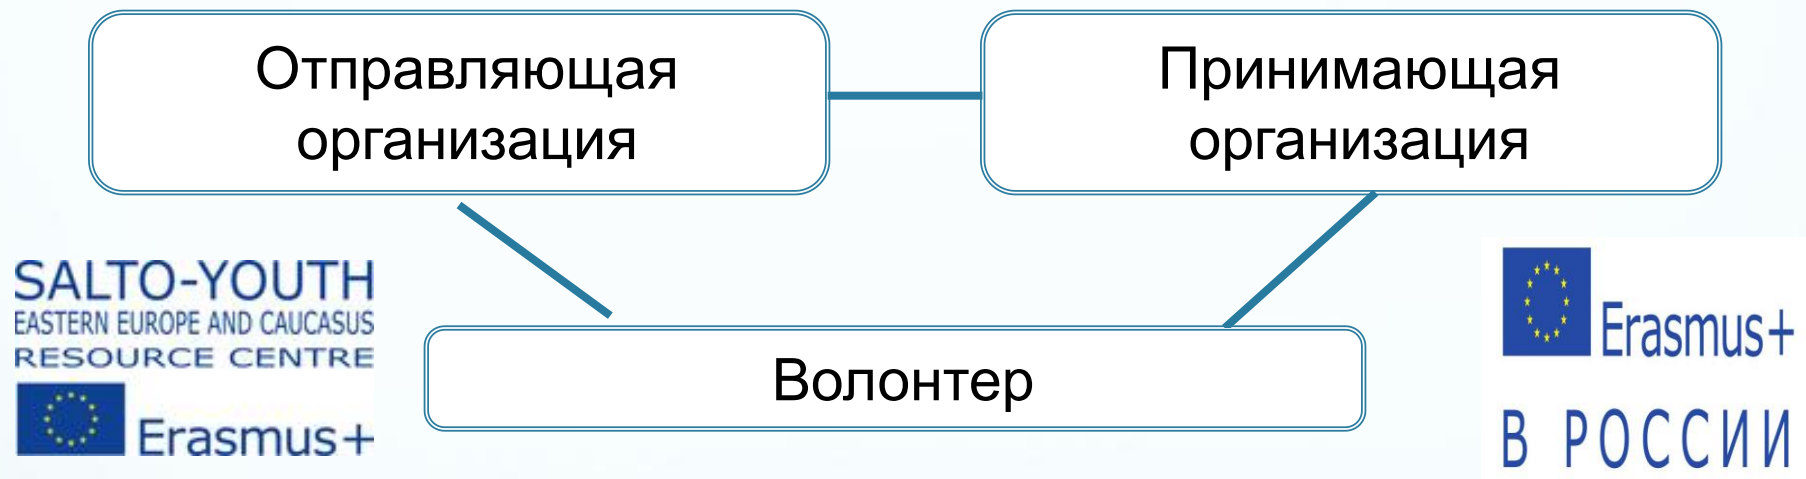 Отправляющая
организация
Принимающая
организация
SALTO-YOUTH
EASTERN EUROPE AND CAUCASUS
RESOURCE CENTRE
Erasmus+
Волонтер
Erasmus+
В РОССИИ